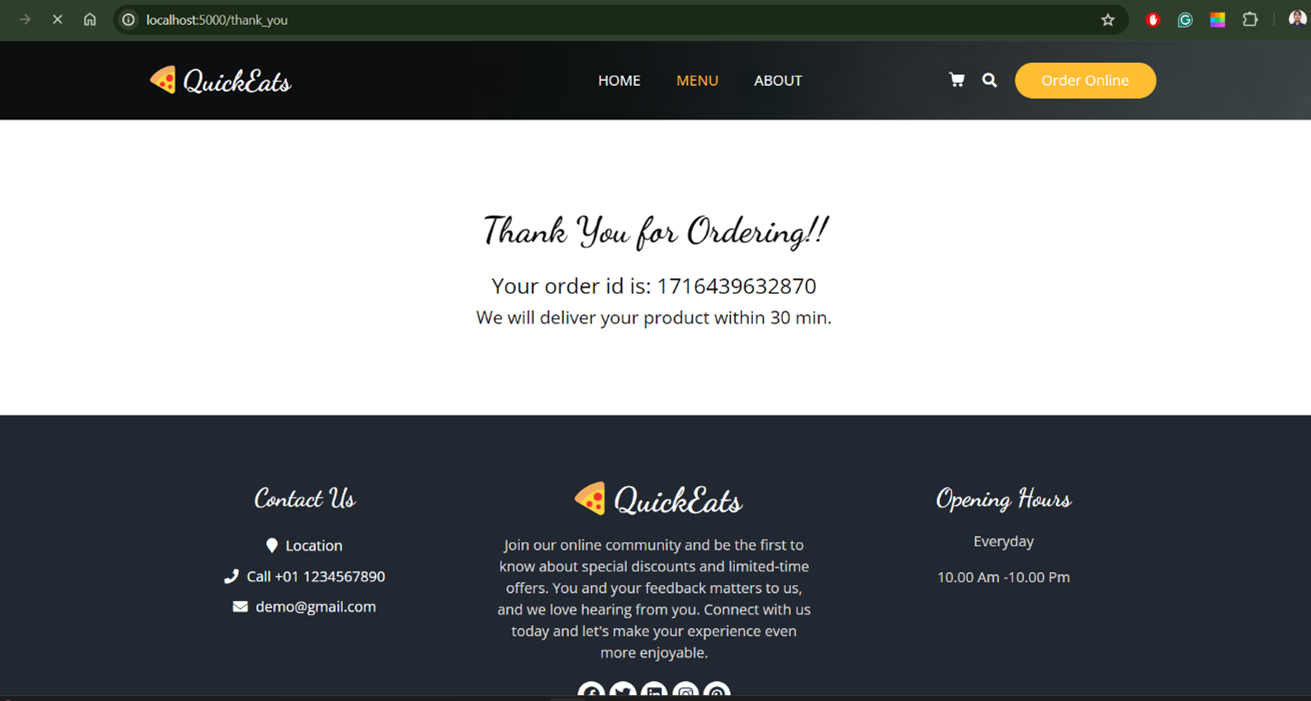 localhost:5000/thank_you
QuickEats
HOME MENU ABOUT
Order Online
Thank You for Ordering!!
Your order id is: 1716439632870
We will deliver your product within 30 min.
Contact Us
Location
Call +01 1234567890
demo@gmail.com
QuickEats
Join our online community and be the first to
know about special discounts and limited-time
offers. You and your feedback matters to us,
and we love hearing from you. Connect with us
today and let's make your experience even
more enjoyable.
Opening Hours
Everyday
10.00 Am -10.00 Pm